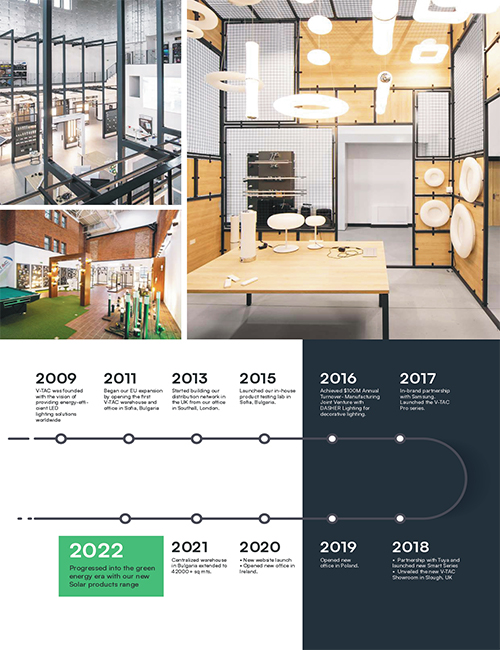 2009
V-TAC was founded
with the vision of
providing energy-effi-
cient LED
lighting solutions
worldwide
2011
Began our EU expansion
by opening the first
V-TAC warehouse and
office in Sofia, Bulgaria
2013
Started building our
distribution network in
the UK from our office
in Southall, London.
2015
Launched our in-house
product testing lab in
Sofia, Bulgaria.
2016
Achieved $100M Annual
Turnover - Manufacturing
Joint Venture with
DASHER Lighting for
decorative lighting.
2017
In-brand partnership
with Samsung.
Launched the V-TAC
Pro series.
2022
Progressed into the green
energy era with our new
Solar products range
2021
Centralized warehouse
in Bulgaria extended to
42000+ sq mts.
2020
• New website launch
• Opened new office in
Ireland.
2019
Opened new
office in Poland.
2018
• Partnership with Tuya and
launched new Smart Series
• Unveiled the new V-TAC
Showroom in Slough, UK